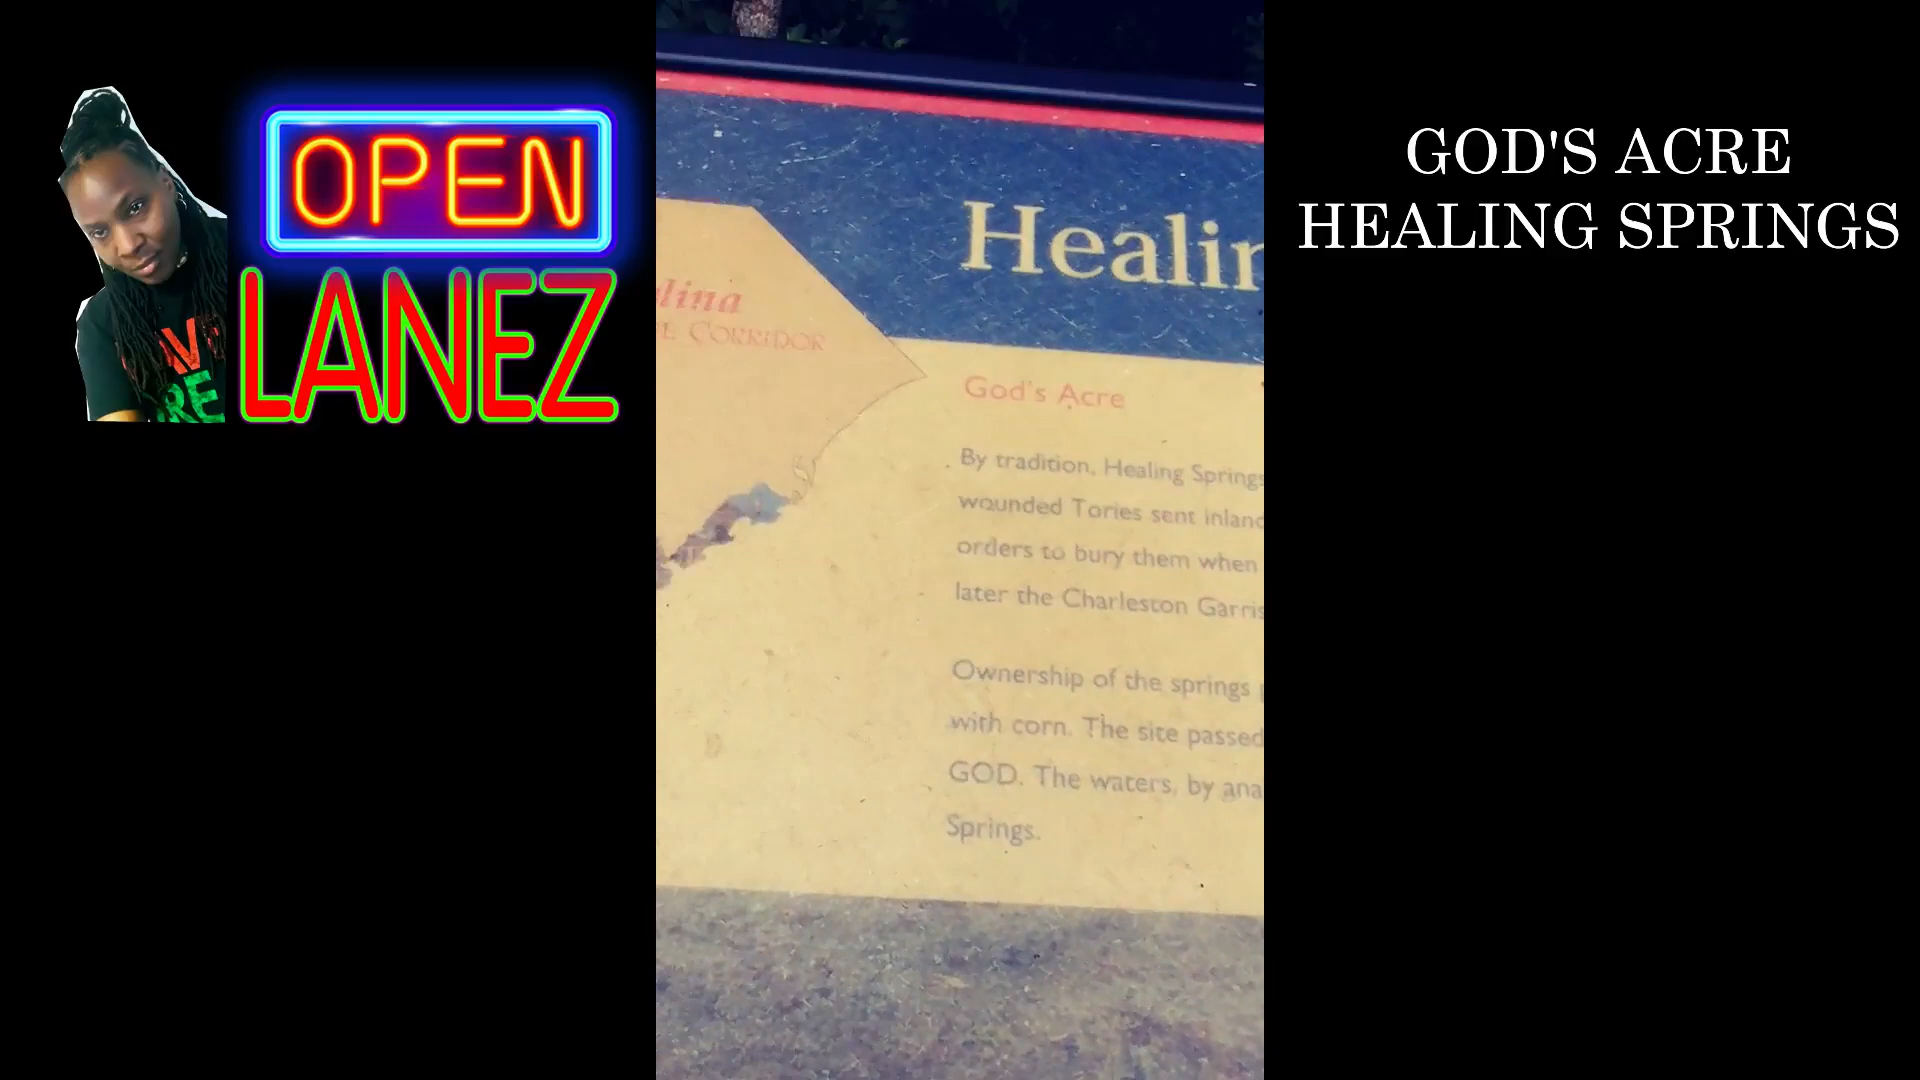 OPEN
LANEZ
GOD'S ACRE
HEALING SPRINGS
Healin
lina
CORRIDOR
God's Acre
By tradition, Healing Springs
wounded Tories sent inland
orders to bury them when
later the Charleston Garris
Ownership of the springs
with corn. The site passed
GOD. The waters, by ana
Springs.